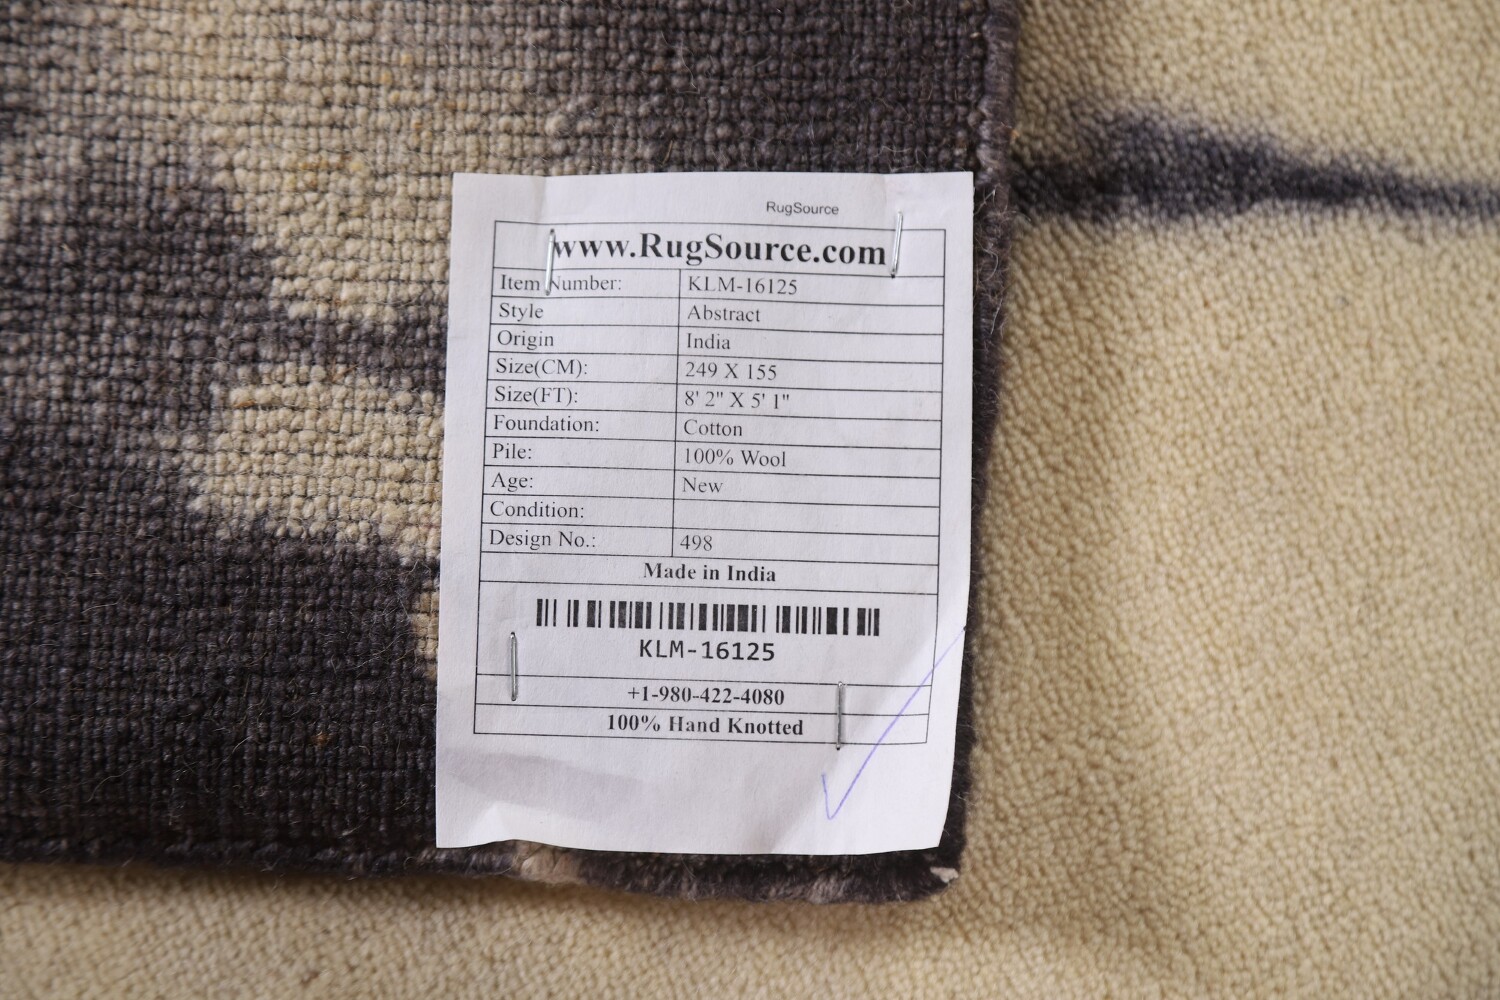 RugSource
www.RugSource.com
Item Number: KLM-16125
Style Abstract
Origin India
Size(CM): 249 X 155
Size(FT): 8' 2" X 5' 1"
Foundation: Cotton
Pile: 100% Wool
Age: New
Condition:
Design No.: 498
Made in India
KLM-16125
+1-980-422-4080
100% Hand Knotted